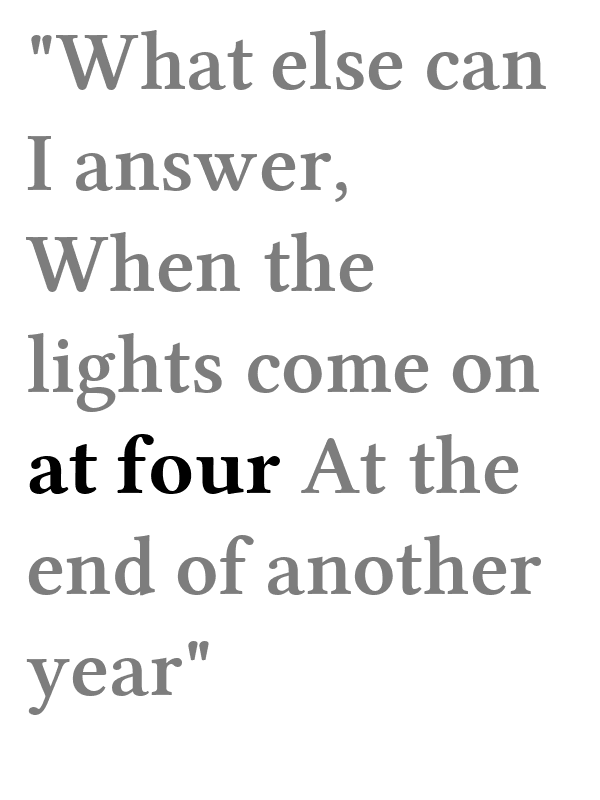 "What else can
I answer,
When the
lights come on
at four At the
end of another
year"